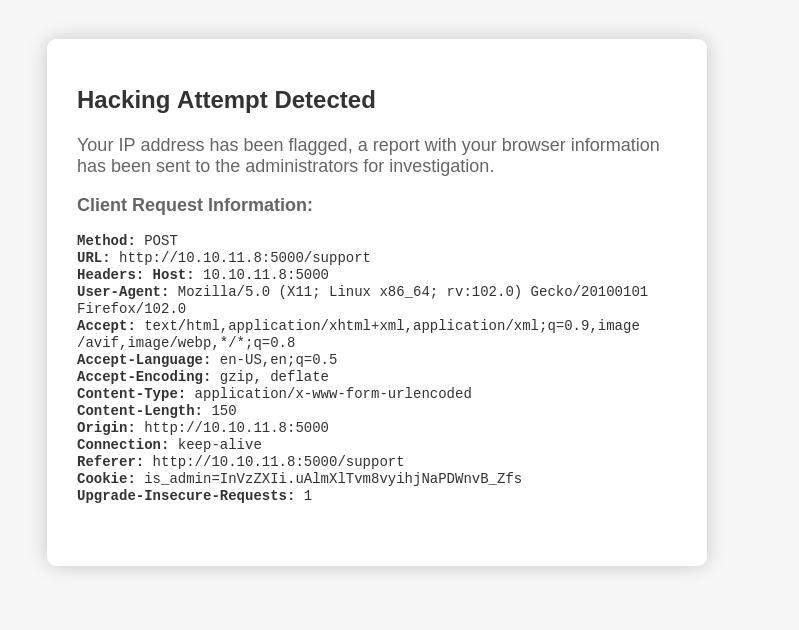 Hacking Attempt Detected
Your IP address has been flagged, a report with your browser information
has been sent to the administrators for investigation.
Client Request Information:
Method: POST
URL: http://10.10.11.8:5000/support
Headers: Host: 10.10.11.8:5000
User-Agent: Mozilla/5.0 (X11; Linux x86_64; rv:102.0) Gecko/20100101
Firefox/102.0
Accept: text/html,application/xhtml+xml,application/xml;q=0.9,image
/avif,image/webp,*/*;q=0.8
Accept-Language: en-US,en;q=0.5
Accept-Encoding: gzip, deflate
Content-Type: application/x-www-form-urlencoded
Content-Length: 150
Origin: http://10.10.11.8:5000
Connection: keep-alive
Referer: http://10.10.11.8:5000/support
Cookie: is_admin=InVzZXIi.uAlmXlTvm8vyihjNaPDWnvB_Zfs
Upgrade-Insecure-Requests: 1